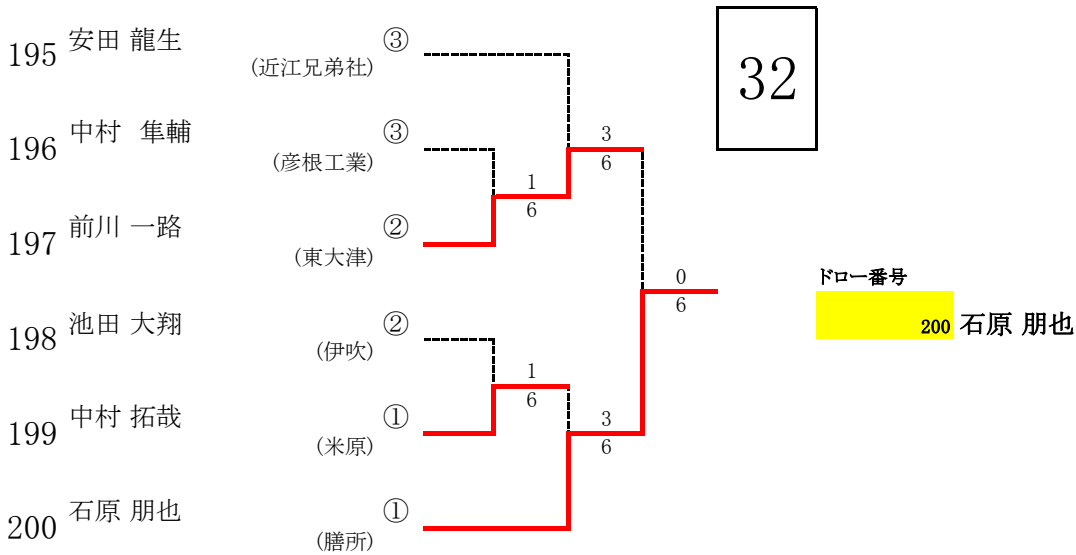 32
195 安田 龍生 ③
(近江兄弟社)
196 中村 隼輔 ③
(彦根工業)
3
6
1
6
197 前川 一路 ②
(東大津)
ドロー番号
200 石原 朋也
0
6
198 池田 大翔 ②
(伊吹)
1
6
199 中村 拓哉 ①
(米原)
3
6
200 石原 朋也 ①
(膳所)